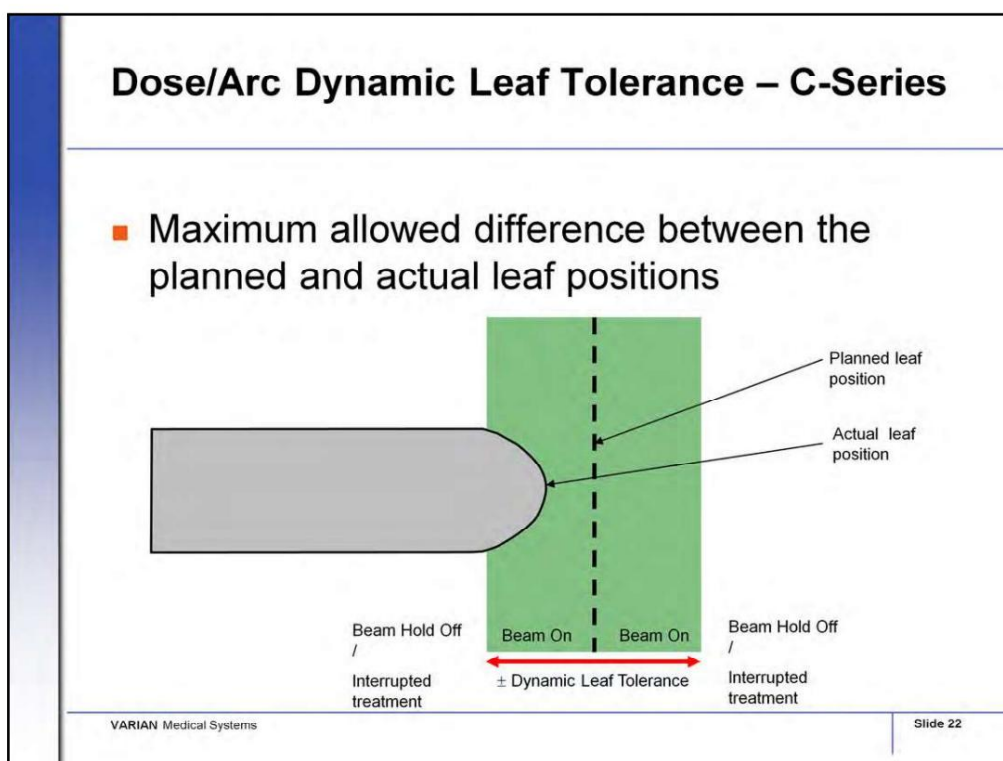 Dose/Arc Dynamic Leaf Tolerance – C-Series
Maximum allowed difference between the
planned and actual leaf positions
Planned leaf
position
Actual leaf
position
Beam Hold Off
/
Interrupted
treatment
Beam On
Beam On
± Dynamic Leaf Tolerance
Beam Hold Off
/
Interrupted
treatment
VARIAN Medical Systems
Slide 22